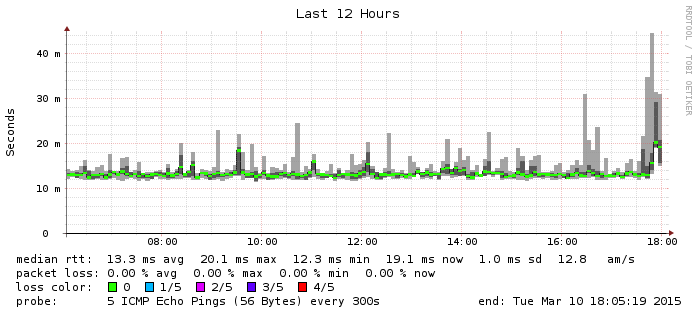 Last 12 Hours
RRDTOOL / TOBI OETIKER
Seconds
40 m
30 m
20 m
10 m
0
08:00 10:00 12:00 14:00 16:00 18:00
median rtt: 13.3 ms avg 20.1 ms max 12.3 ms min 19.1 ms now 1.0 ms sd 12.8 am/s
packet loss: 0.00 % avg 0.00 % max 0.00 % min 0.00 % now
loss color: 0 1/5 2/5 3/5 4/5
probe: 5 ICMP Echo Pings (56 Bytes) every 300s end: Tue Mar 10 18:05:19 2015